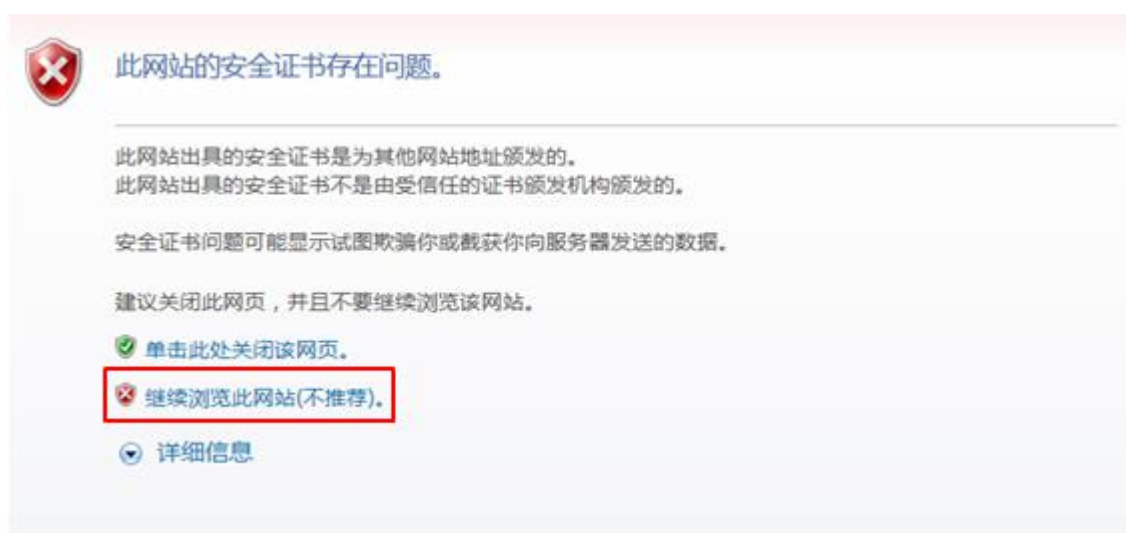 此网站的安全证书存在问题。
此网站出具的安全证书是为其他网站地址颁发的。
此网站出具的安全证书不是由受信任的证书颁发机构颁发的。
安全证书问题可能显示试图欺骗你或截获你向服务器发送的数据。
建议关闭此网页，并且不要继续浏览该网站。
单击此处关闭该网页。
继续浏览此网站(不推荐)。
详细信息